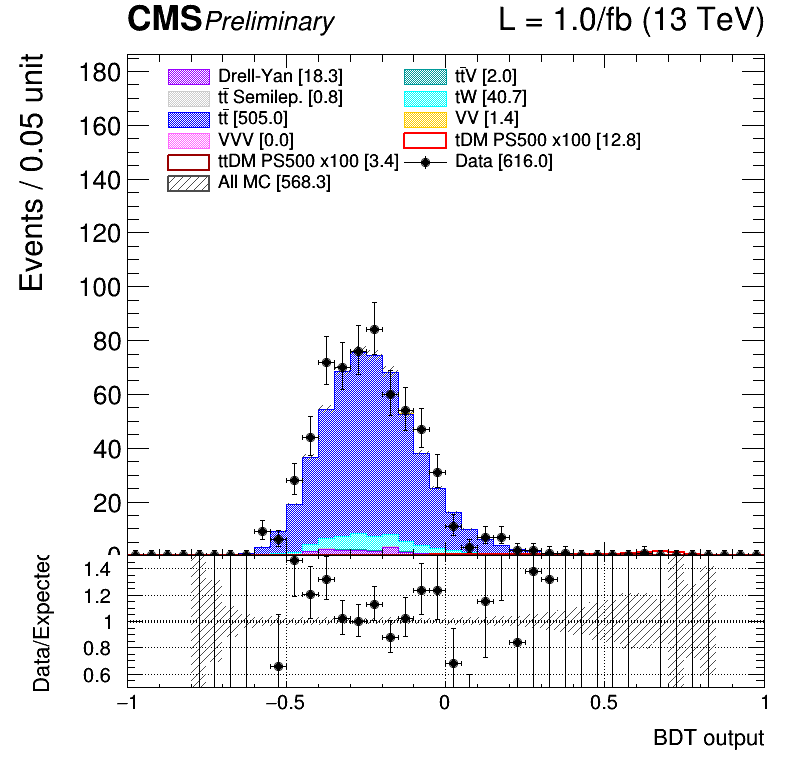 CMS Preliminary L = 1.0/fb (13 TeV)
Events / 0.05 unit
180
160
140
120
100
80
60
40
20
0
Drell-Yan [18.3]
tt̄ Semilep. [0.8]
tt̄ [505.0]
VVV [0.0]
ttDM PS500 x100 [3.4]
All MC [568.3]
tt̄V [2.0]
tW [40.7]
VV [1.4]
tDM PS500 x100 [12.8]
Data [616.0]
Data/Expected
1.4
1.2
1
0.8
0.6
−1 −0.5 0 0.5 1
BDT output